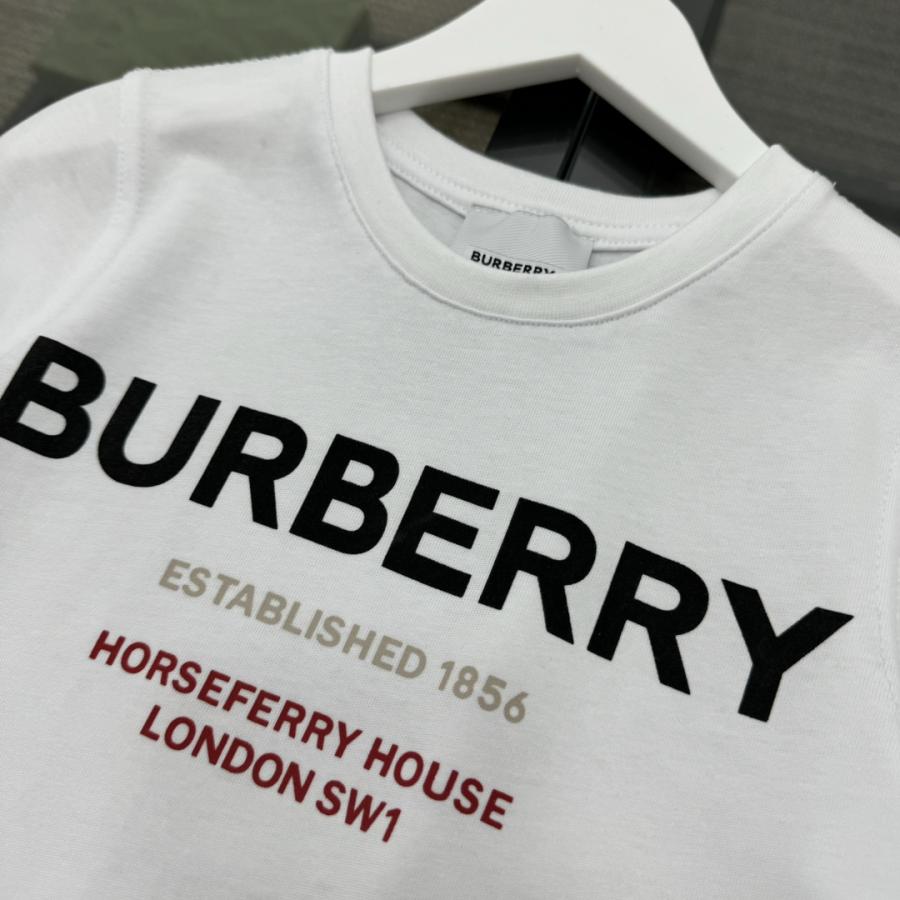 BURBERRY
BURBERRY
ESTABLISHED 1856
HORSEFERRY HOUSE
LONDON SW1